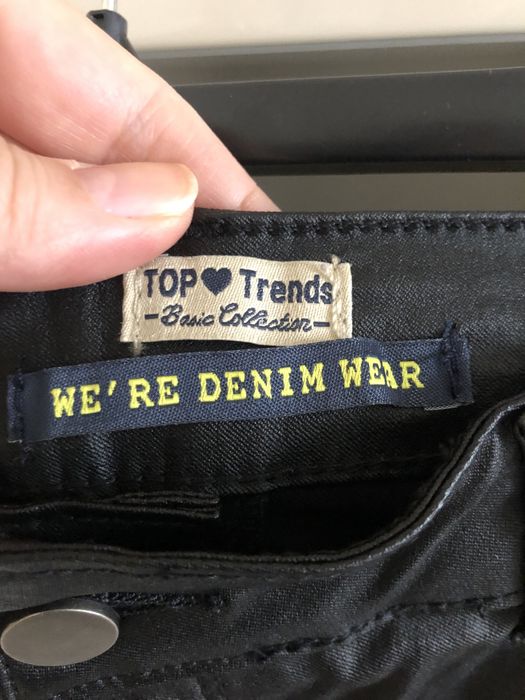 TOP♥Trends
-Basic Collection-
WE'RE DENIM WEAR